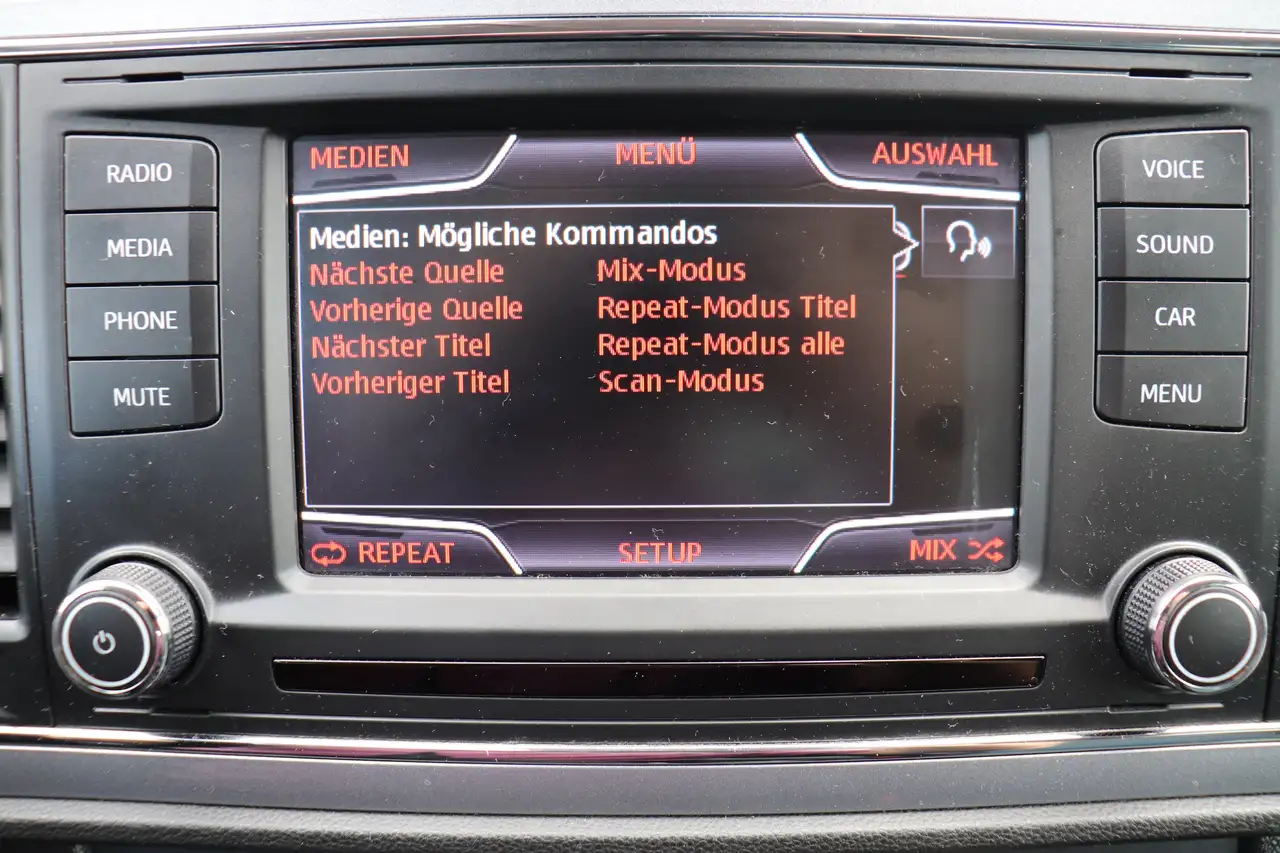 RADIO
MEDIA
PHONE
MUTE
MEDIEN MENÜ AUSWAHL
Medien: Mögliche Kommandos
Nächste Quelle Mix-Modus
Vorherige Quelle Repeat-Modus Titel
Nächster Titel Repeat-Modus alle
Vorheriger Titel Scan-Modus
REPEAT SETUP MIX
VOICE
SOUND
CAR
MENU